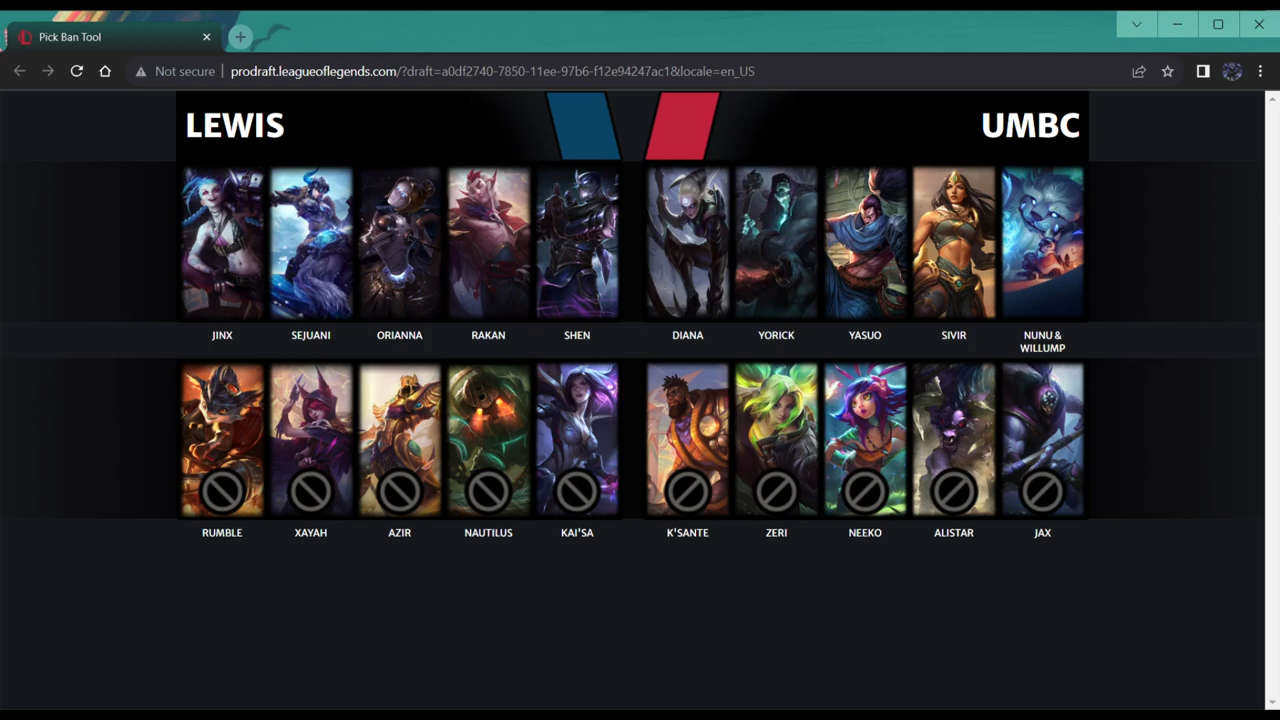 Pick Ban Tool
Not secure
prodraft.leagueoflegends.com/?draft=a0df2740-7850-11ee-97b6-f12e94247ac1&locale=en_US
LEWIS
UMBC
JINX
SEJUANI
ORIANNA
RAKAN
SHEN
DIANA
YORICK
YASUO
SIVIR
NUNU &
WILLUMP
RUMBLE
XAYAH
AZIR
NAUTILUS
KAI'SA
K'SANTE
ZERI
NEEKO
ALISTAR
JAX